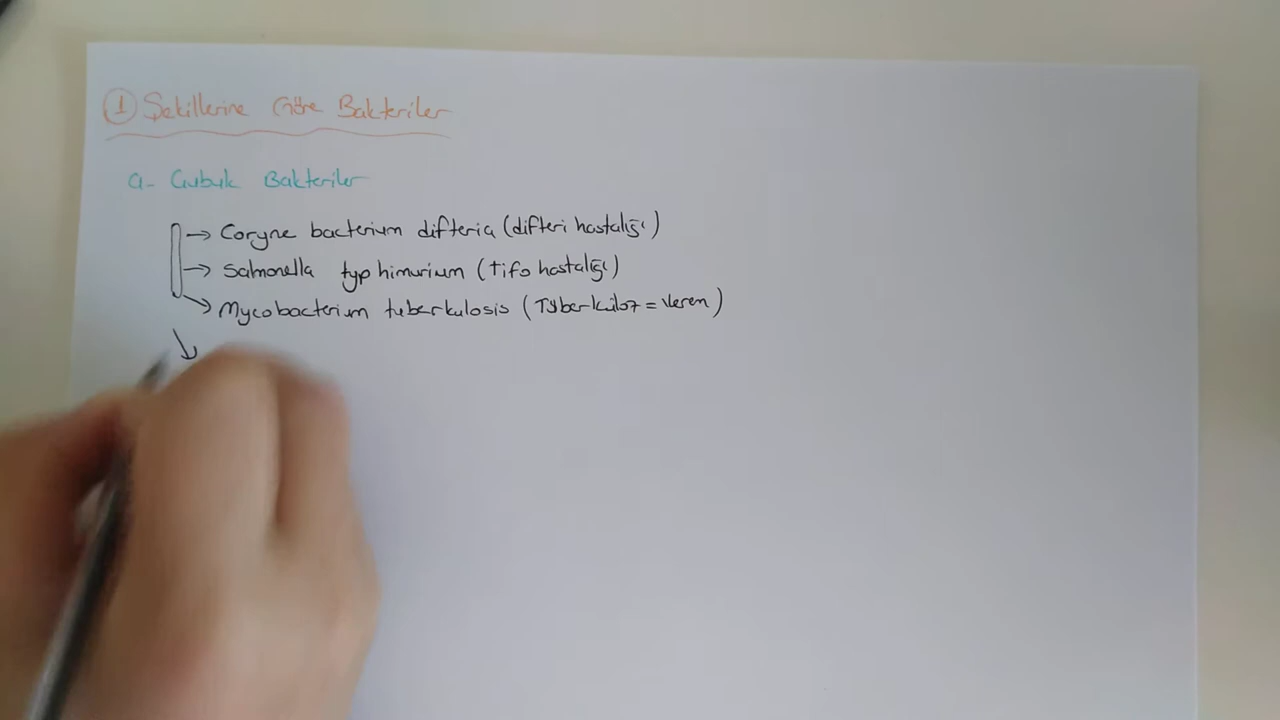 ① Şekillerine Göre Bakteriler
a- Çubuk Bakteriler
→ Coryne bacterium difteria (difteri hastalığı)
→ Salmonella typhimurium (tifo hastalığı)
→ Mycobacterium tuberkulosis (Tüberküloz = Verem)